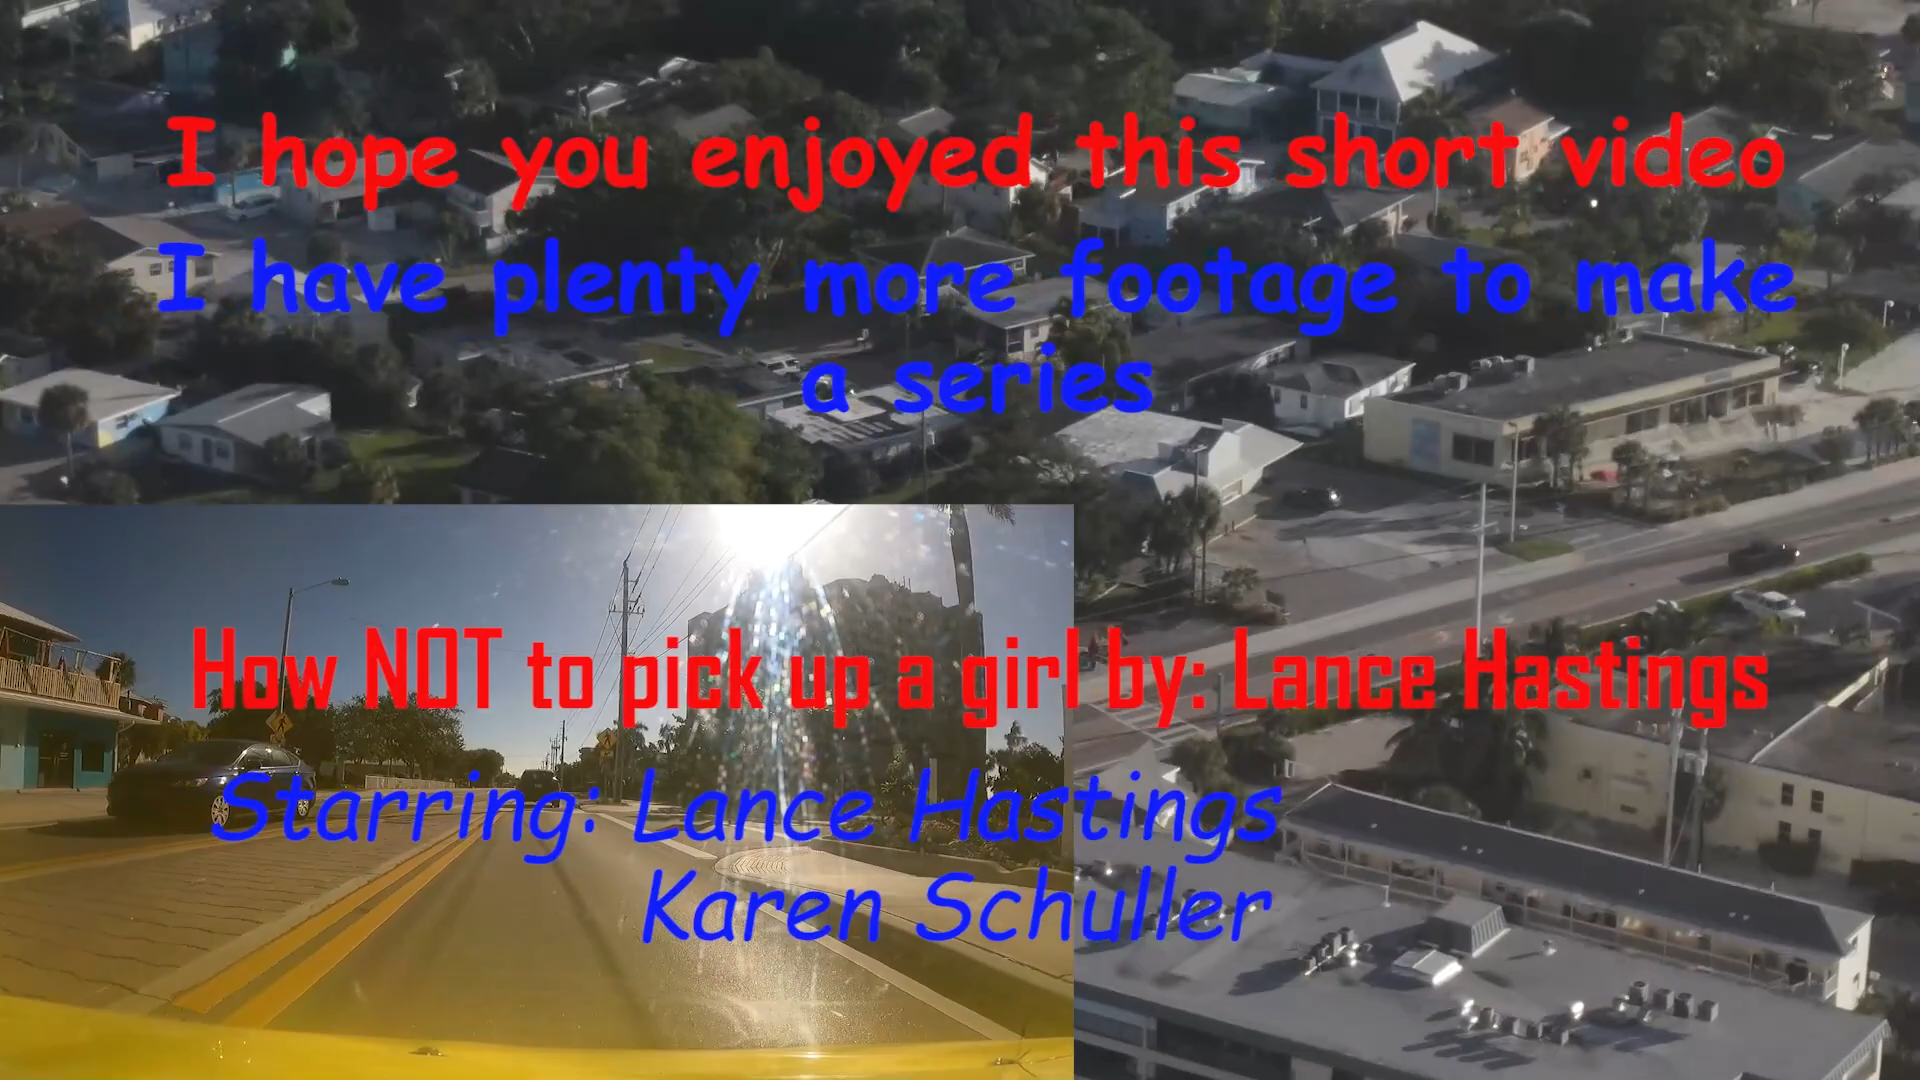 I hope you enjoyed this short video
I have plenty more footage to make
a series
How NOT to pick up a girl by: Lance Hastings
Starring: Lance Hastings
Karen Schuller